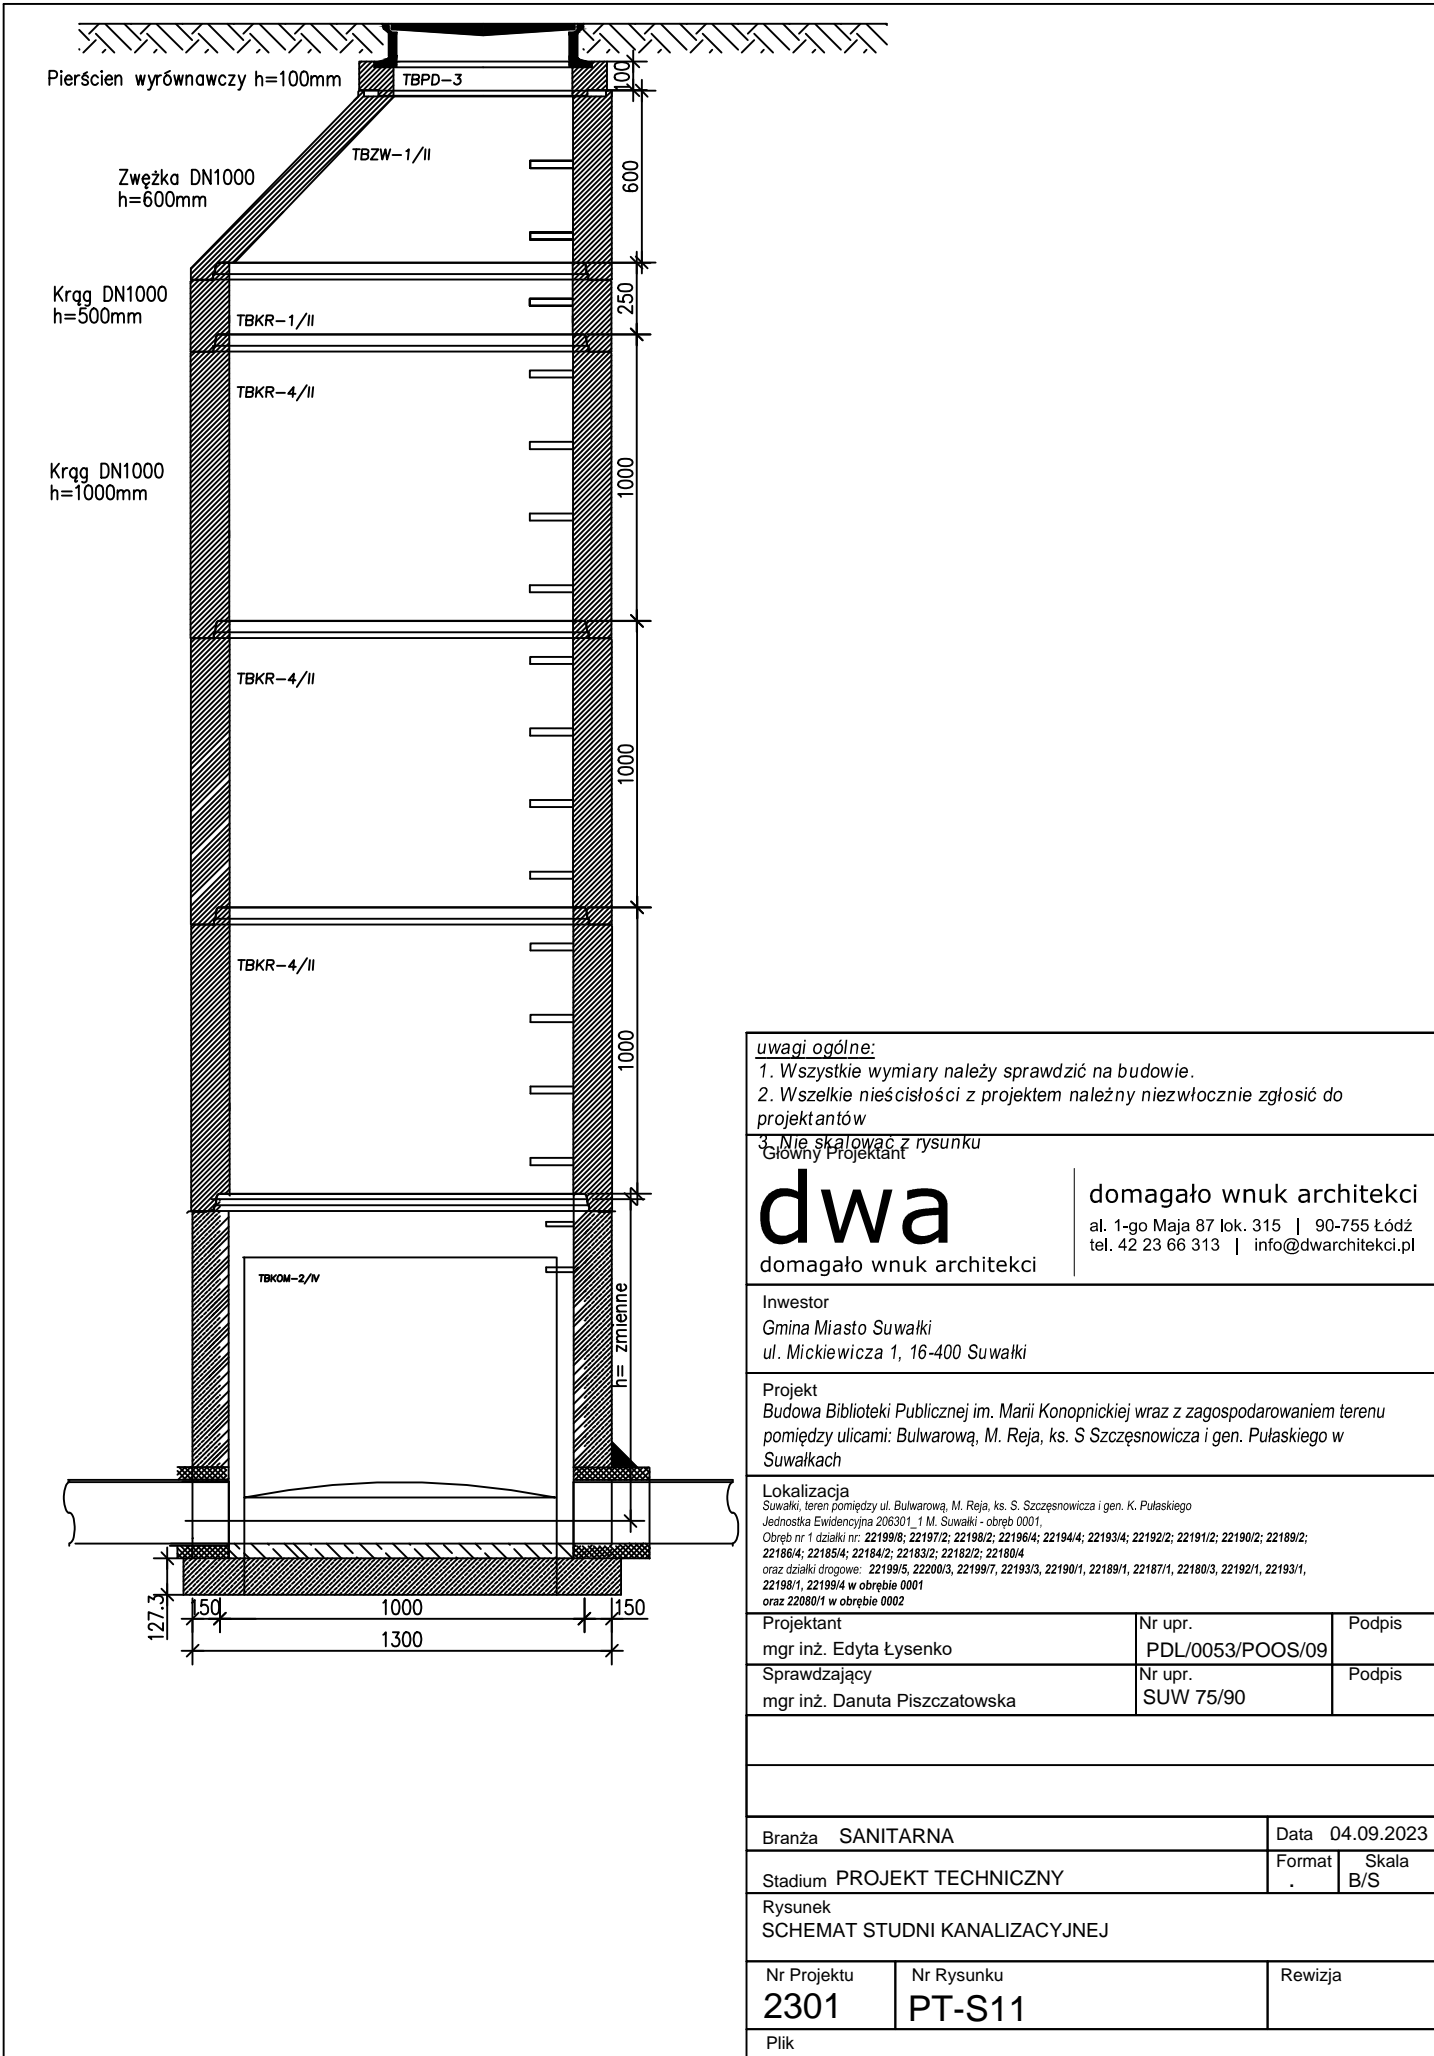 Pierścien wyrównawczy h=100mm
TBPD-3
100
TBZW-1/II
Zwężka DN1000
h=600mm
600
Krąg DN1000
h=500mm
TBKR-1/II
250
TBKR-4/II
Krąg DN1000
h=1000mm
1000
TBKR-4/II
1000
TBKR-4/II
1000
TBKOM-2/IV
h= zmienne
127.3
150
1000
150
1300
uwagi ogólne:
1. Wszystkie wymiary należy sprawdzić na budowie.
2. Wszelkie nieścisłości z projektem należny niezwłocznie zgłosić do
projektantów
3. Nie skalować z rysunku
Główny Projektant
dwa
domagało wnuk architekci
domagało wnuk architekci
al. 1-go Maja 87 lok. 315 | 90-755 Łódź
tel. 42 23 66 313 | info@dwarchitekci.pl
Inwestor
Gmina Miasto Suwałki
ul. Mickiewicza 1, 16-400 Suwałki
Projekt
Budowa Biblioteki Publicznej im. Marii Konopnickiej wraz z zagospodarowaniem terenu
pomiędzy ulicami: Bulwarową, M. Reja, ks. S Szczęsnowicza i gen. Pułaskiego w
Suwałkach
Lokalizacja
Suwałki, teren pomiędzy ul. Bulwarową, M. Reja, ks. S. Szczęsnowicza i gen. K. Pułaskiego
Jednostka Ewidencyjna 206301_1 M. Suwałki - obręb 0001,
Obręb nr 1 działki nr: 22199/8; 22197/2; 22198/2; 22196/4; 22194/4; 22193/4; 22192/2; 22191/2; 22190/2; 22189/2;
22186/4; 22185/4; 22184/2; 22183/2; 22182/2; 22180/4
oraz działki drogowe: 22199/5, 22200/3, 22199/7, 22193/3, 22190/1, 22189/1, 22187/1, 22180/3, 22192/1, 22193/1,
22198/1, 22199/4 w obrębie 0001
oraz 22080/1 w obrębie 0002
Projektant
mgr inż. Edyta Łysenko
Nr upr.
PDL/0053/POOS/09
Podpis
Sprawdzający
mgr inż. Danuta Piszczatowska
Nr upr.
SUW 75/90
Podpis
Branża SANITARNA
Data 04.09.2023
Stadium PROJEKT TECHNICZNY
Format
.
Skala
B/S
Rysunek
SCHEMAT STUDNI KANALIZACYJNEJ
Nr Projektu
2301
Nr Rysunku
PT-S11
Rewizja
Plik